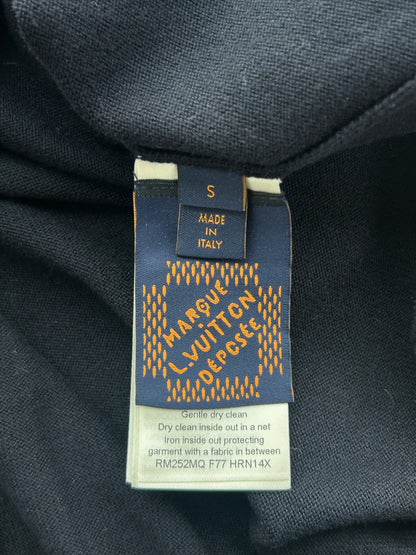 S
MADE
IN
ITALY
MARQUE
L.VUITTON
DÉPOSÉE
Gentle dry clean
Dry clean inside out in a net
Iron inside out protecting
garment with a fabric in between
RM252MQ F77 HRN14X